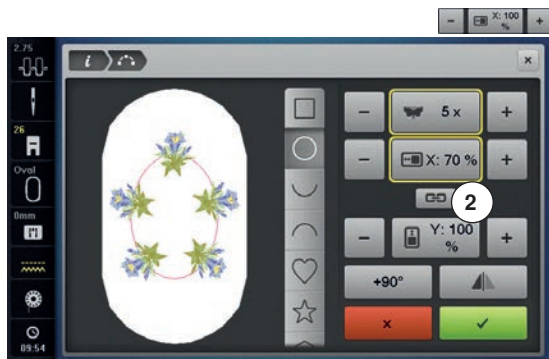 - X: 100 % +
2.75
i
×
- 5 x +
26
- X: 70 % +
Oval
2
0mm
- Y: 100 % +
+90°
× ✓
09:54